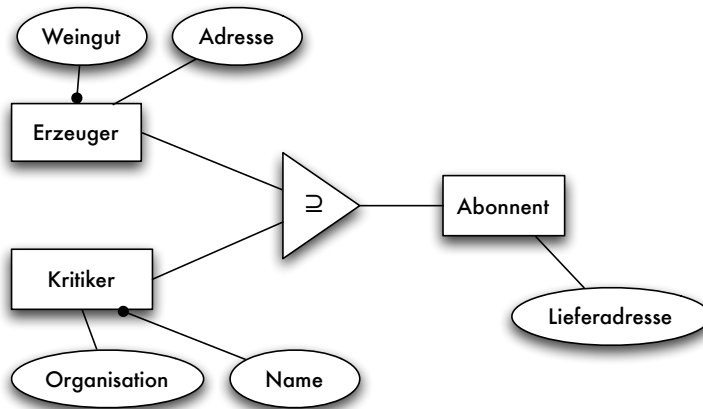 Weingut
Adresse
Erzeuger
⊇
Abonnent
Kritiker
Lieferadresse
Organisation
Name